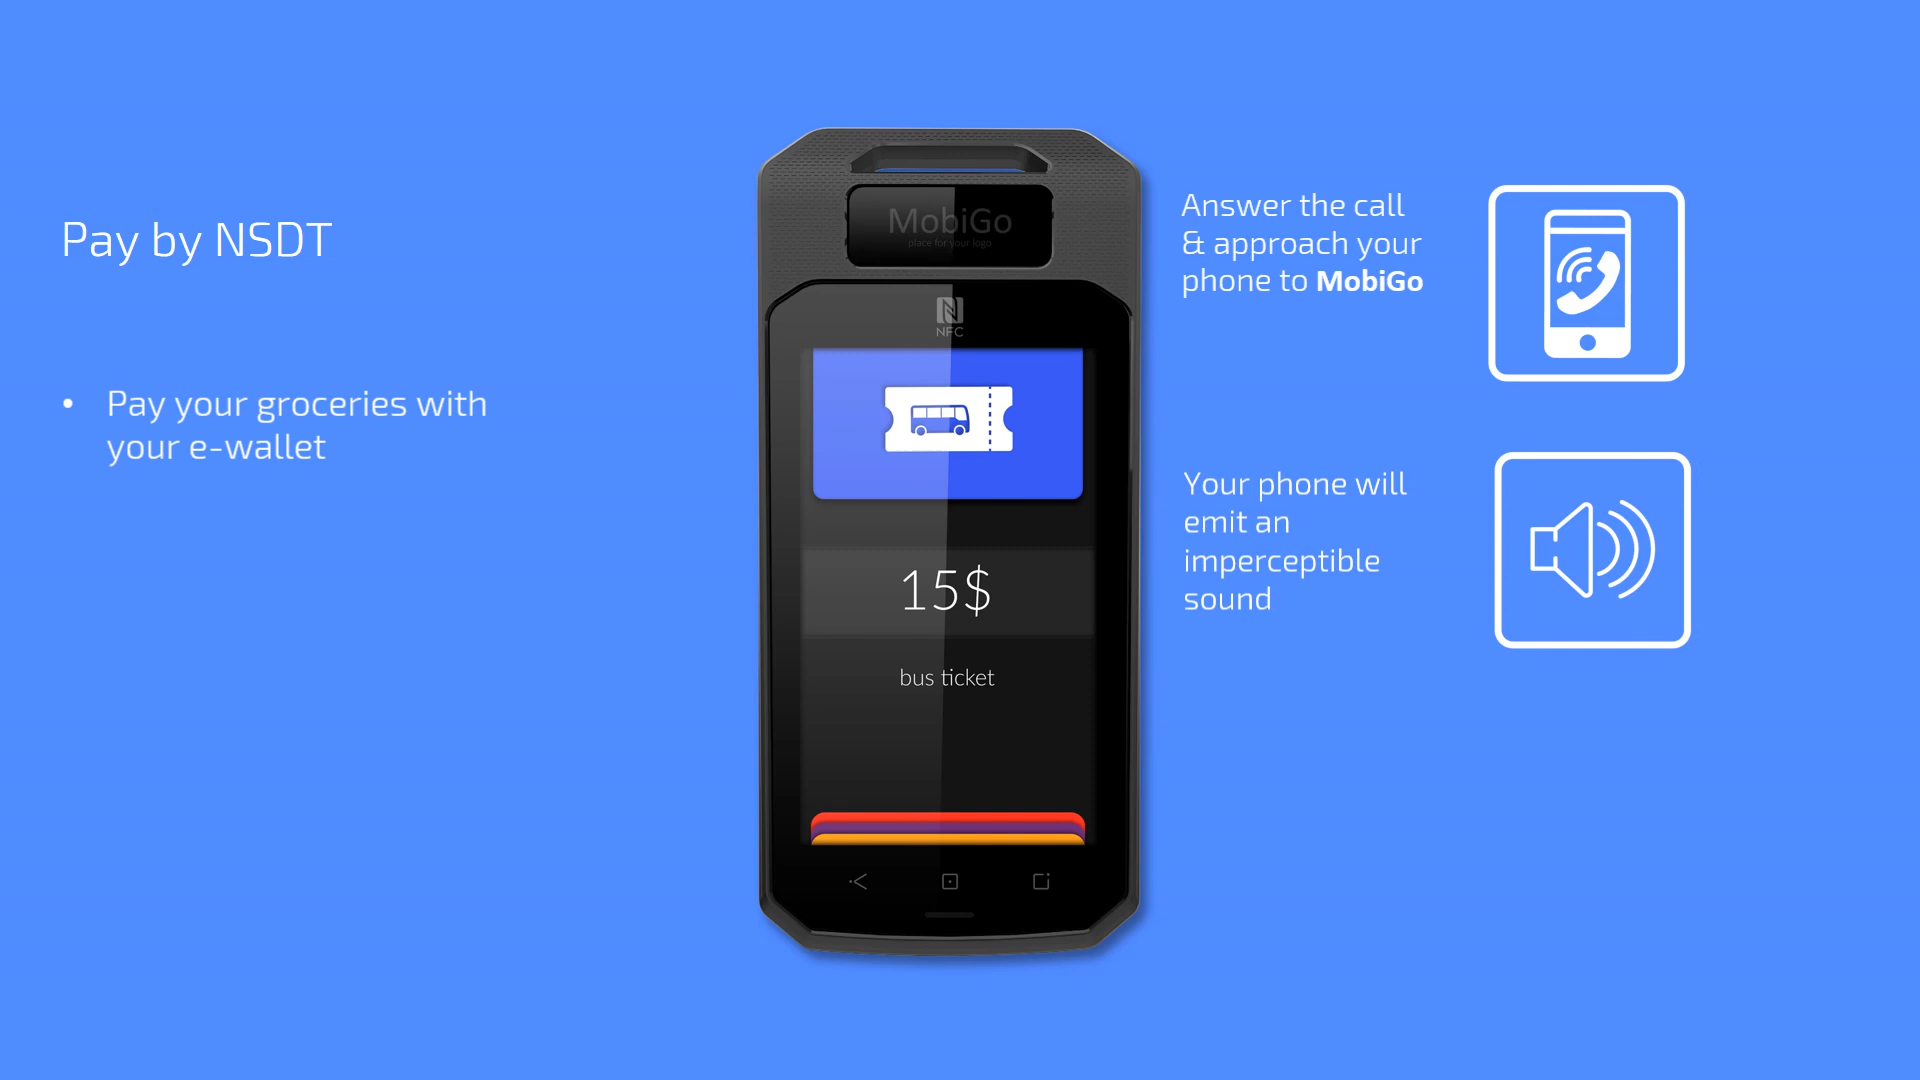 Pay by NSDT
• Pay your groceries with
your e-wallet
MobiGo
place for your logo
NFC
15$
bus ticket
Answer the call
& approach your
phone to MobiGo
Your phone will
emit an
imperceptible
sound